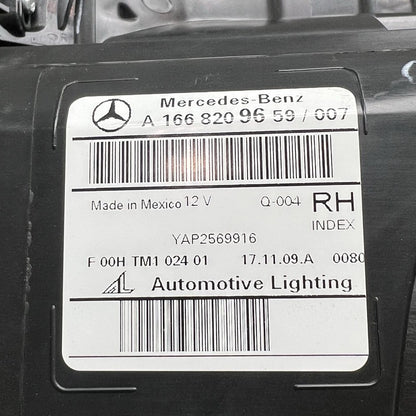 Mercedes-Benz
A 166 820 96 59 / 007
Made in Mexico 12 V Q-004 RH
INDEX
YAP2569916
F 00H TM1 024 01 17.11.09.A 0080
AL Automotive Lighting